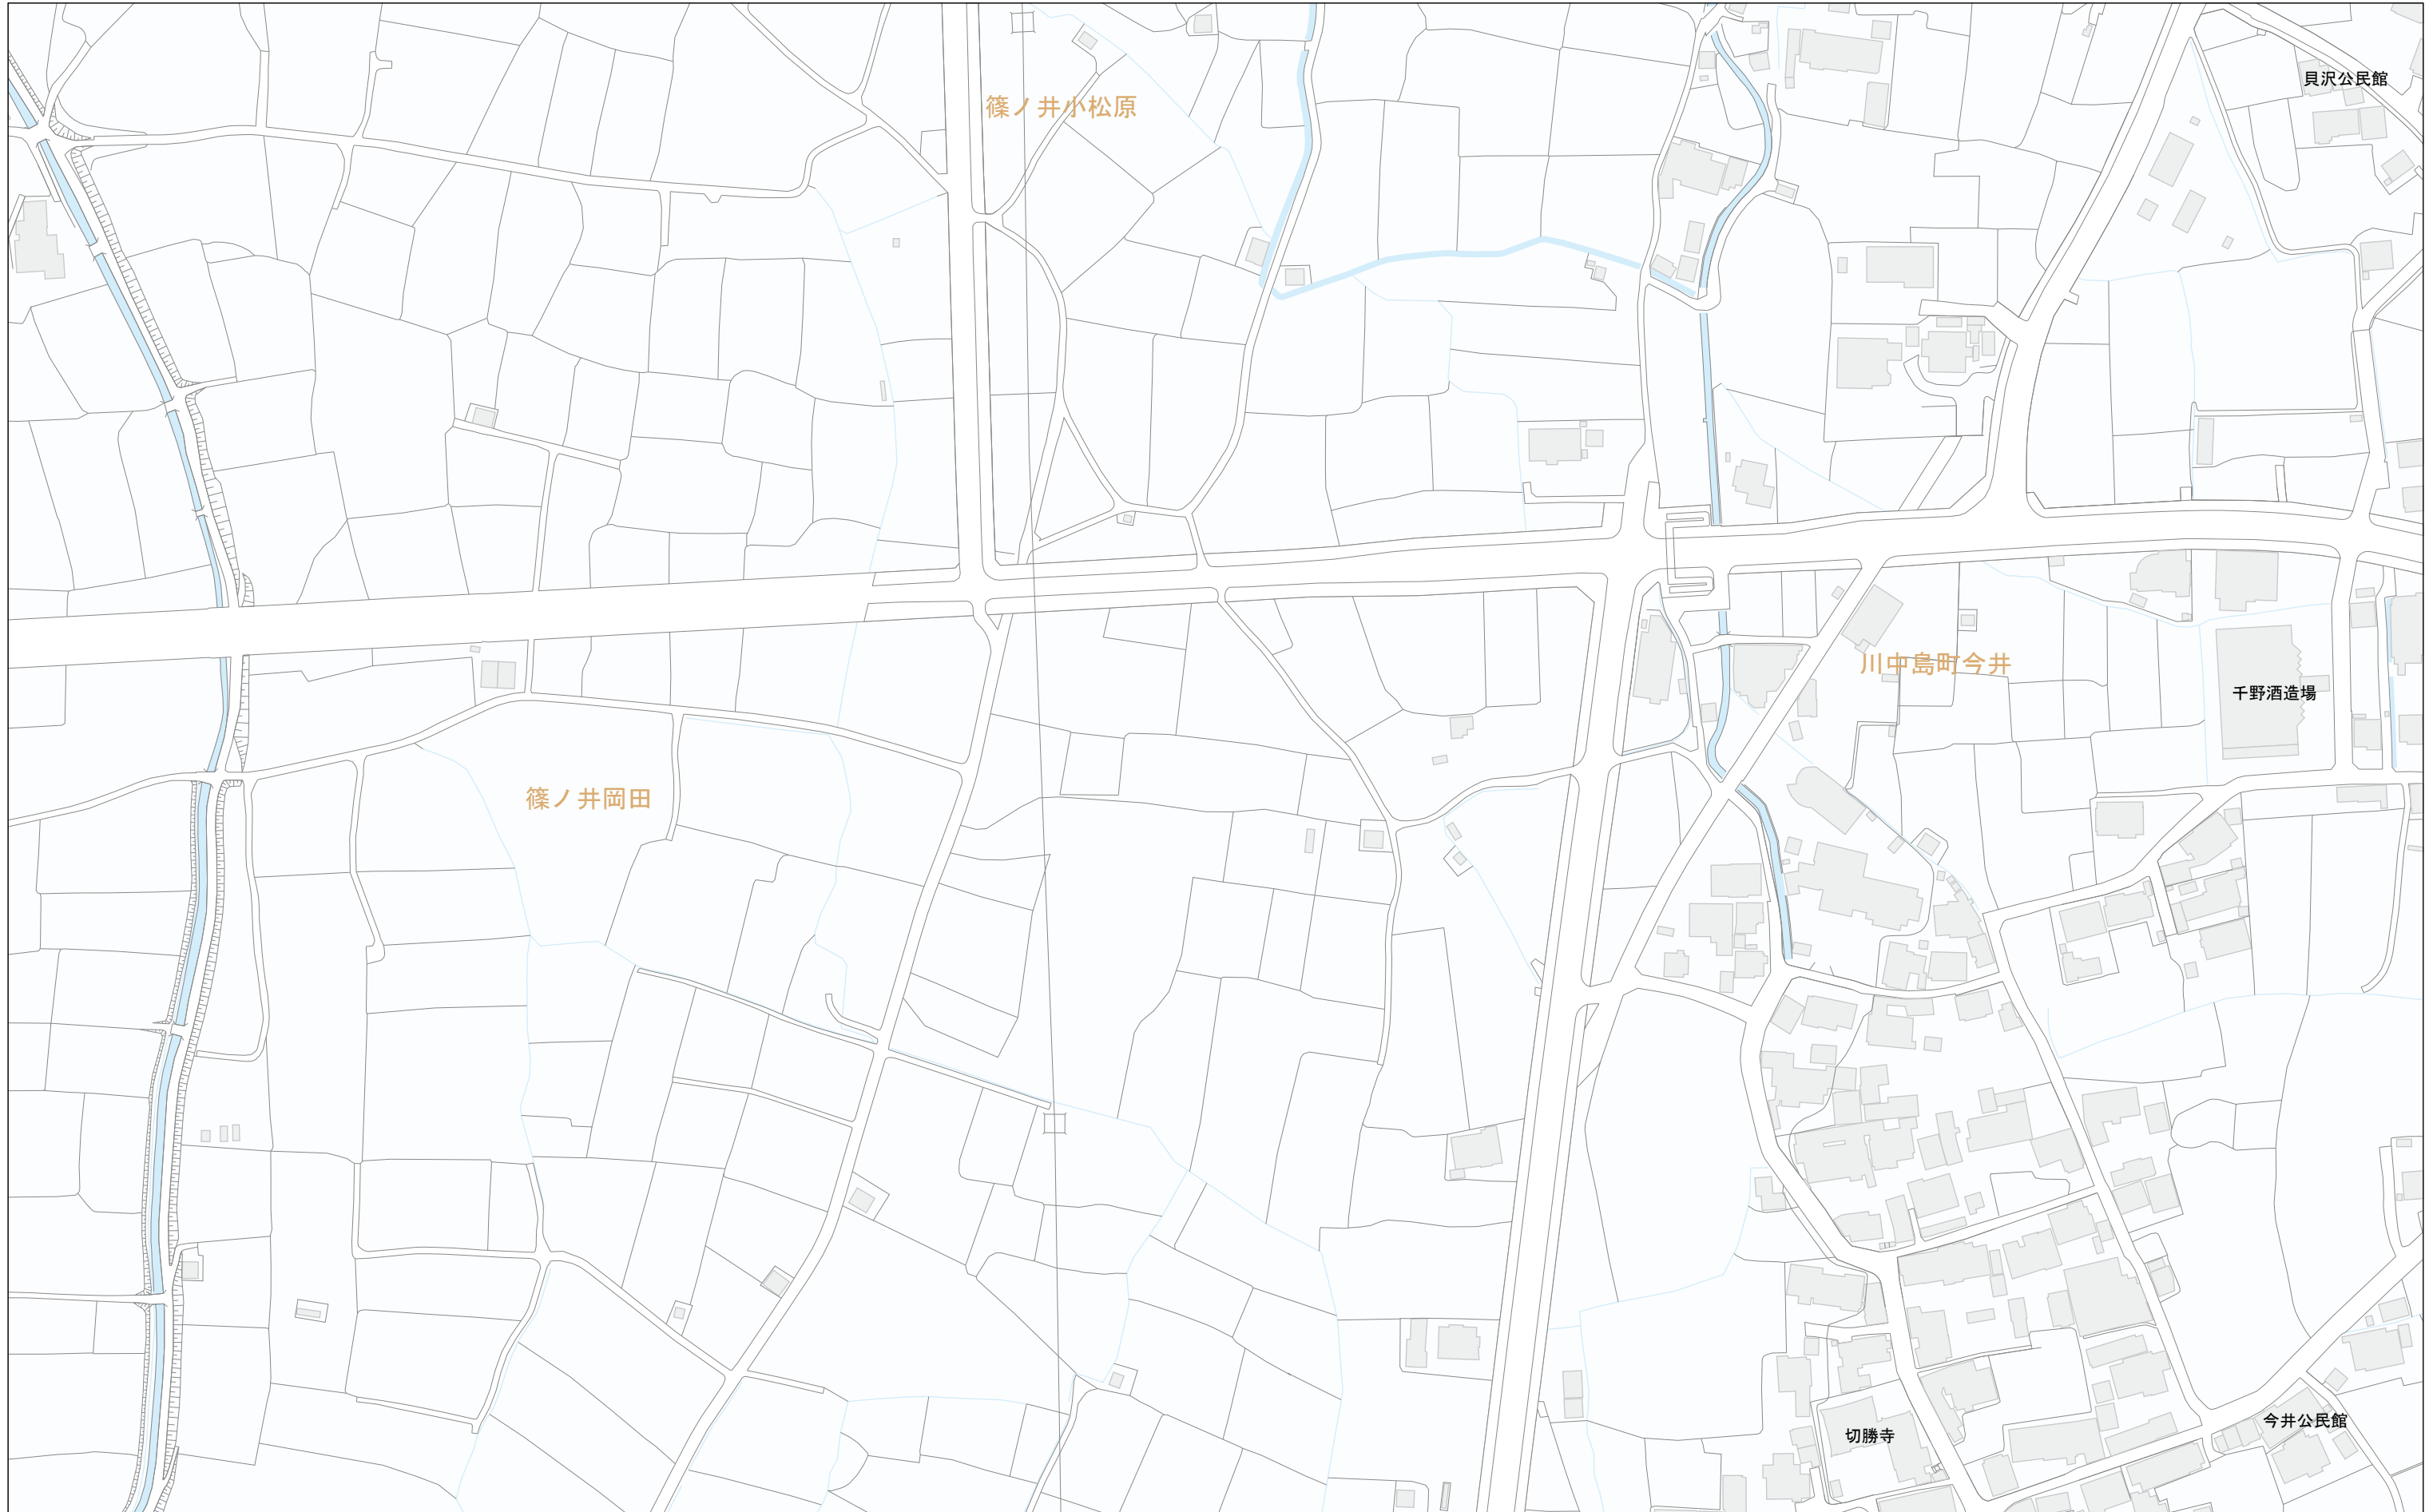 貝沢公民館
篠ノ井小松原
川中島町今井
千野酒造場
篠ノ井岡田
今井公民館
切勝寺